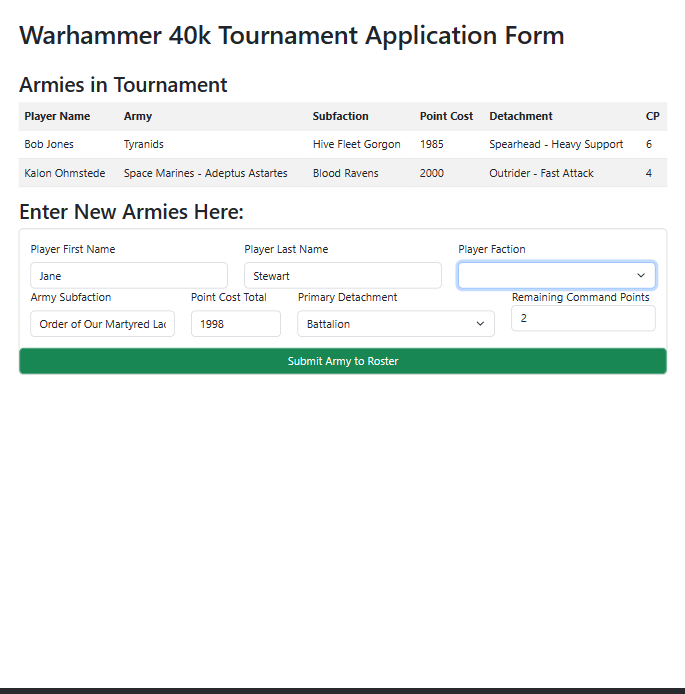 Warhammer 40k Tournament Application Form
Armies in Tournament
Player Name Army Subfaction Point Cost Detachment CP
Bob Jones Tyranids Hive Fleet Gorgon 1985 Spearhead - Heavy Support 6
Kalon Ohmstede Space Marines - Adeptus Astartes Blood Ravens 2000 Outrider - Fast Attack 4
Enter New Armies Here:
Player First Name Player Last Name Player Faction
Jane Stewart
Army Subfaction Point Cost Total Primary Detachment Remaining Command Points
Order of Our Martyred Lac 1998 Battalion 2
Submit Army to Roster